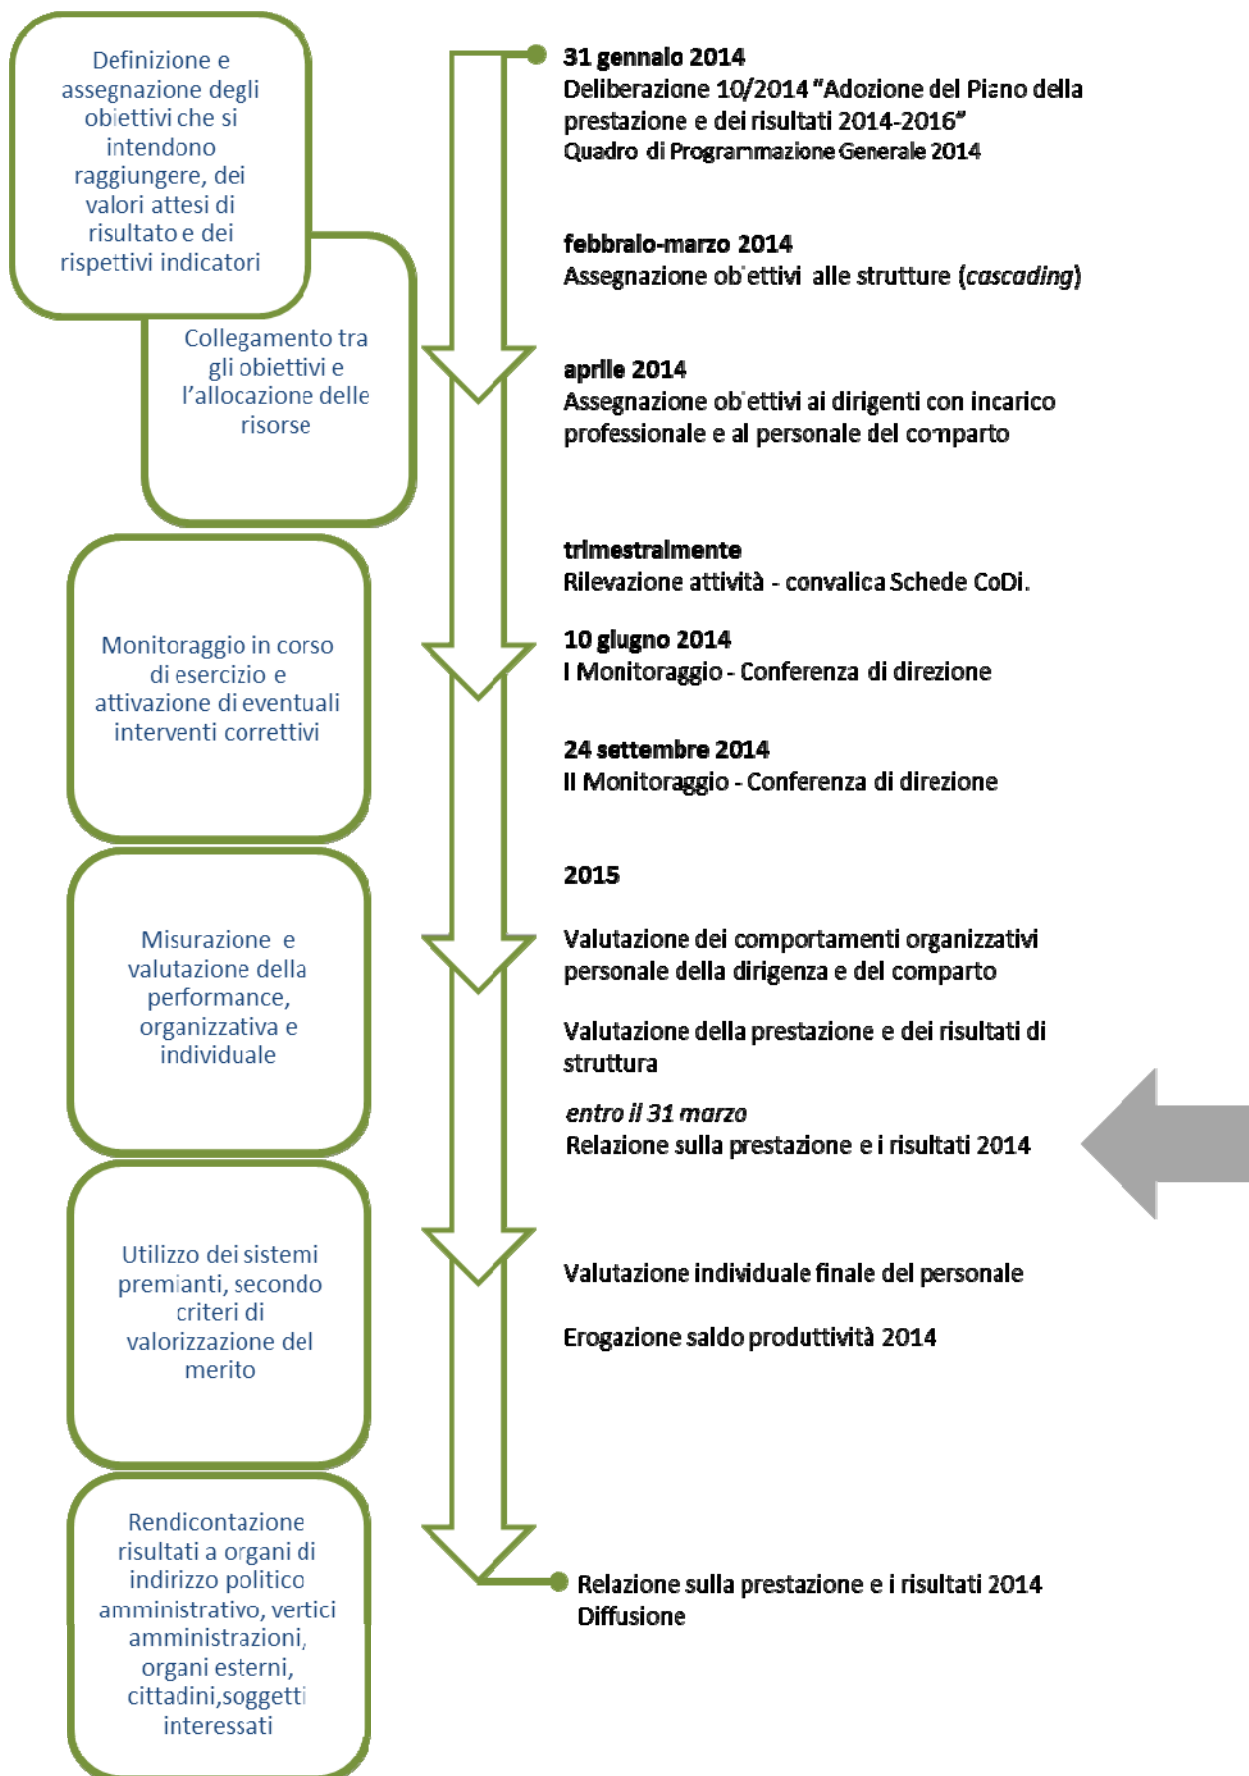 Definizione e
assegnazione degli
obiettivi che si
intendono
raggiungere, dei
valori attesi di
risultato e dei
rispettivi indicatori
Collegamento tra
gli obiettivi e
l'allocazione delle
risorse
Monitoraggio in corso
di esercizio e
attivazione di eventuali
interventi correttivi
Misurazione e
valutazione della
performance,
organizzativa e
individuale
Utilizzo dei sistemi
premianti, secondo
criteri di
valorizzazione del
merito
Rendicontazione
risultati a organi di
indirizzo politico
amministrativo, vertici
amministrazioni,
organi esterni,
cittadini,soggetti
interessati
31 gennaio 2014
Deliberazione 10/2014 "Adozione del Piano della
prestazione e dei risultati 2014-2016"
Quadro di Programmazione Generale 2014
febbraio-marzo 2014
Assegnazione obiettivi alle strutture (cascading)
aprile 2014
Assegnazione obiettivi ai dirigenti con incarico
professionale e al personale del comparto
trimestralmente
Rilevazione attività - convalica Schede CoDi.
10 giugno 2014
I Monitoraggio - Conferenza di direzione
24 settembre 2014
II Monitoraggio - Conferenza di direzione
2015
Valutazione dei comportamenti organizzativi
personale della dirigenza e del comparto
Valutazione della prestazione e dei risultati di
struttura
entro il 31 marzo
Relazione sulla prestazione e i risultati 2014
Valutazione individuale finale del personale
Erogazione saldo produttività 2014
Relazione sulla prestazione e i risultati 2014
Diffusione